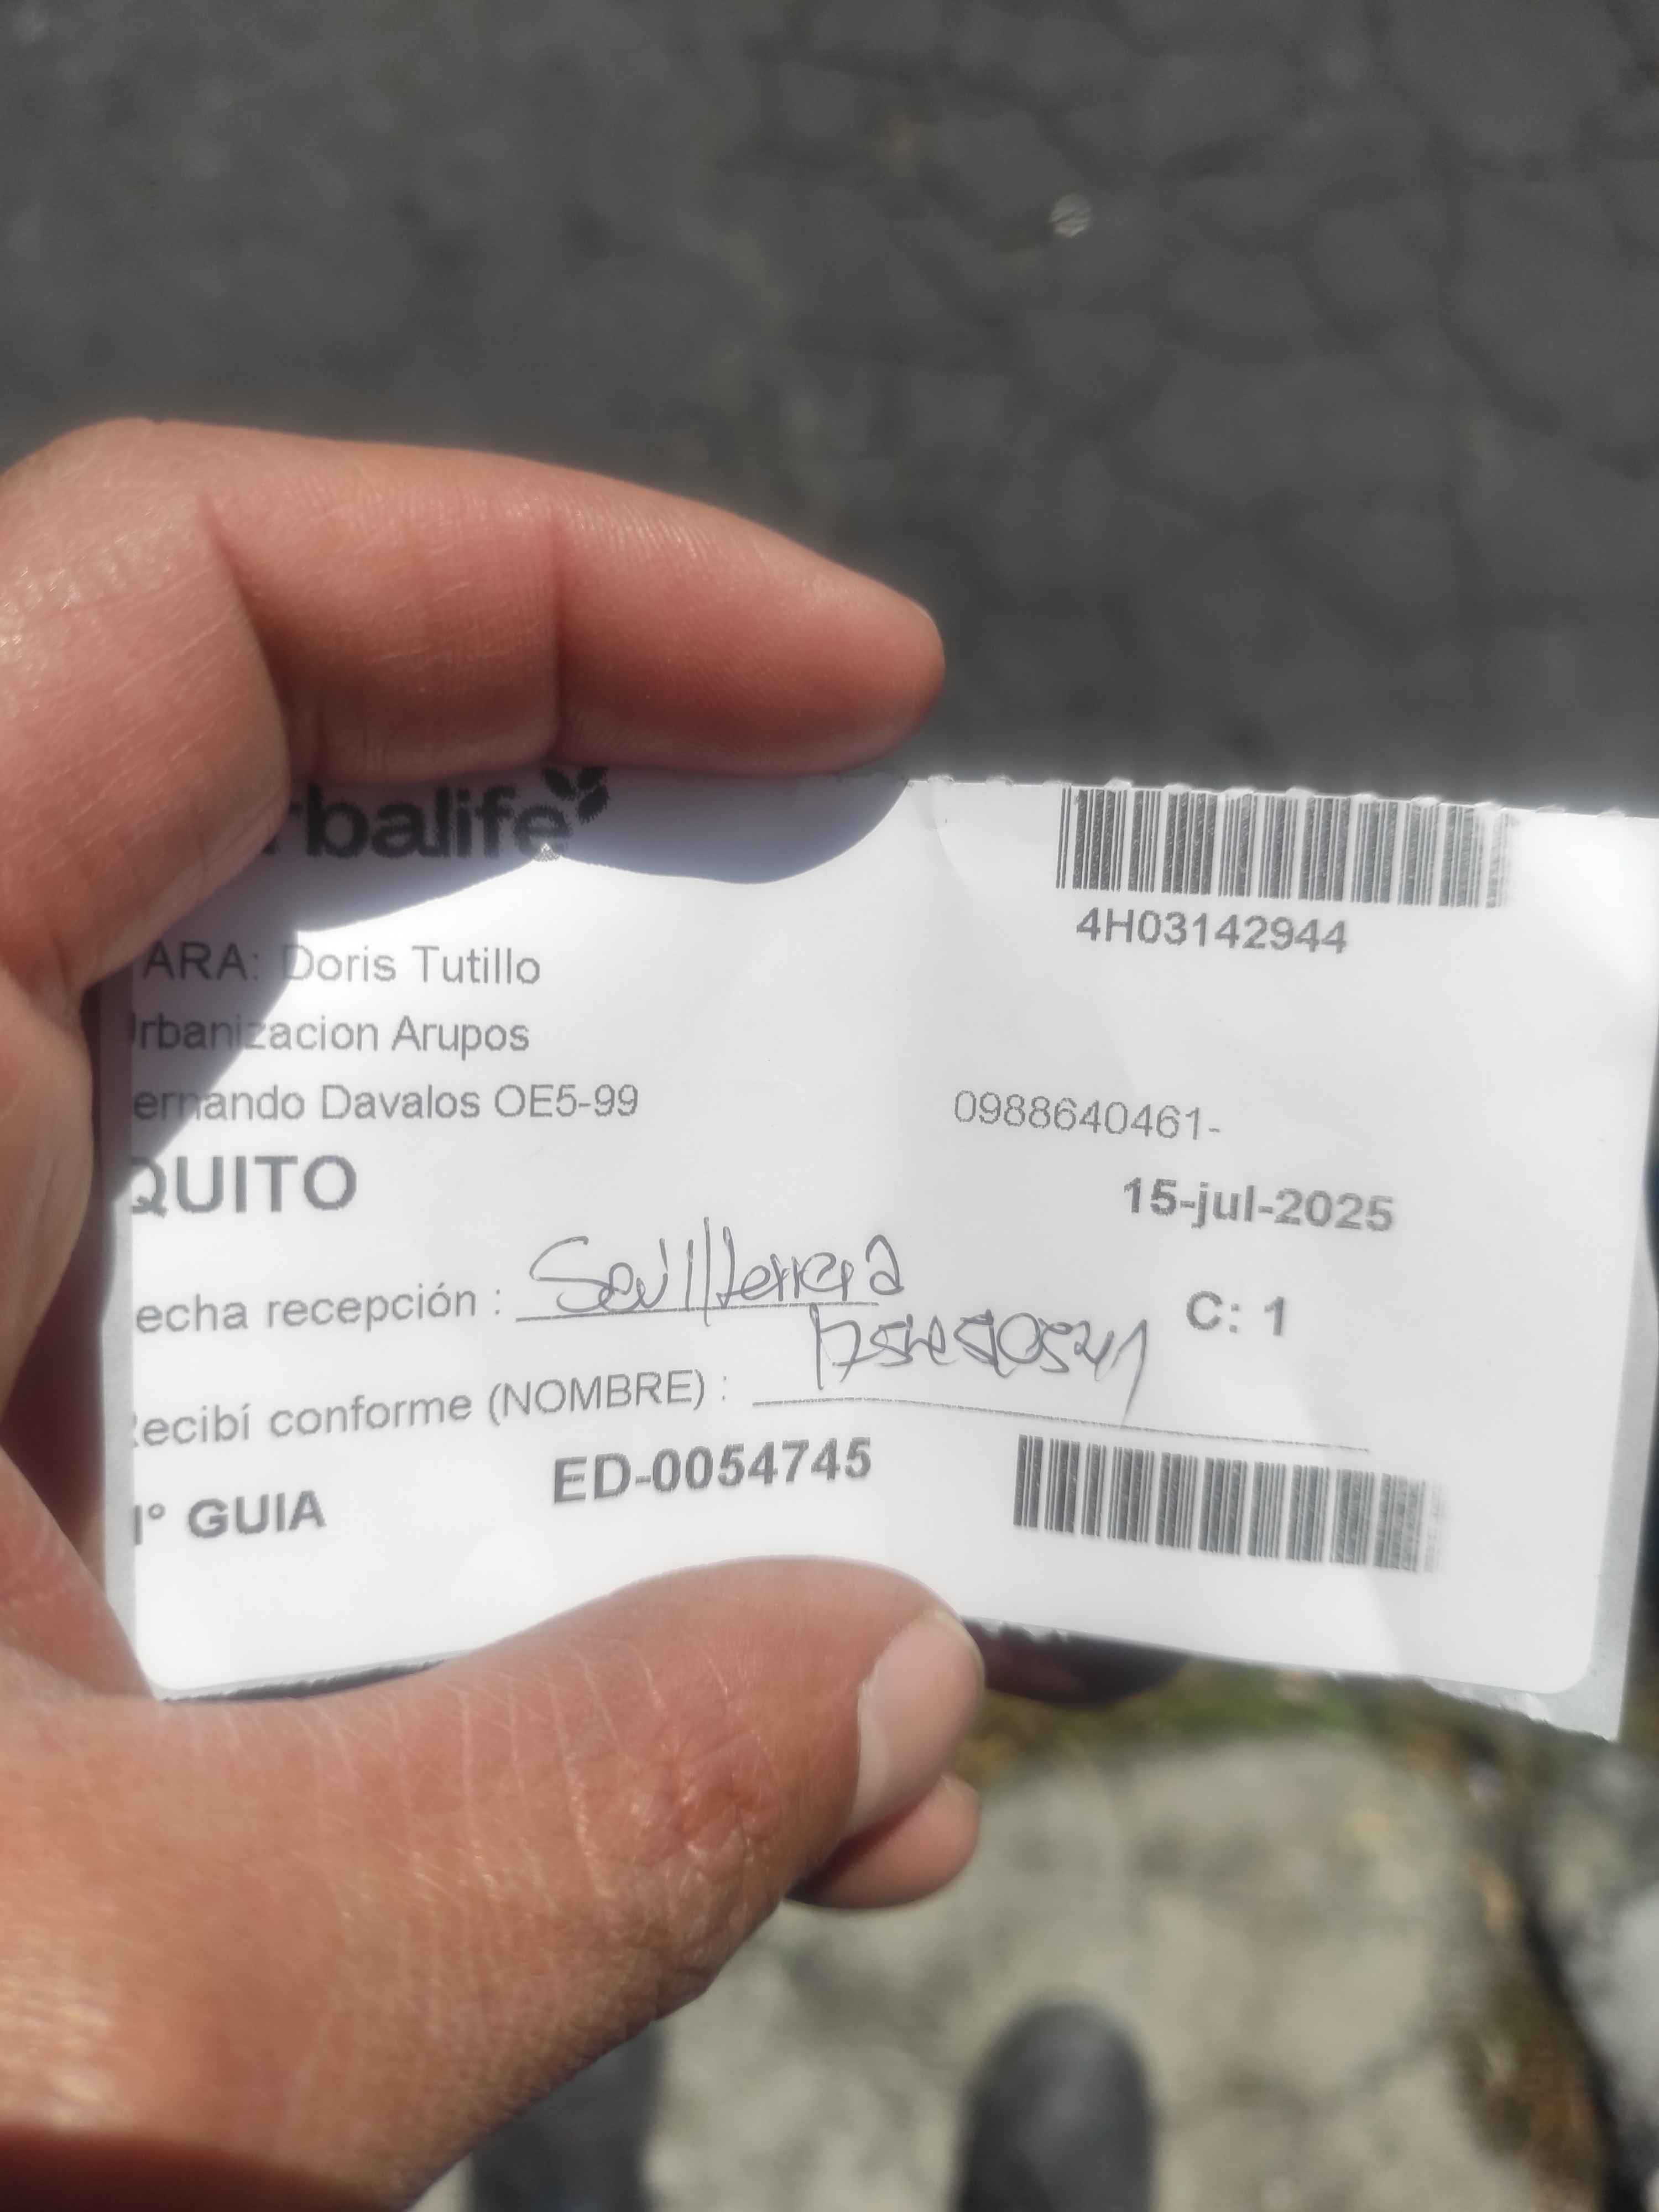 rbalife
4H03142944
ARA: Doris Tutillo
rbanizacion Arupos
ernando Davalos OE5-99
0988640461-
QUITO
15-jul-2025
echa recepción :
C: 1
ecibí conforme (NOMBRE) :
N° GUIA
ED-0054745